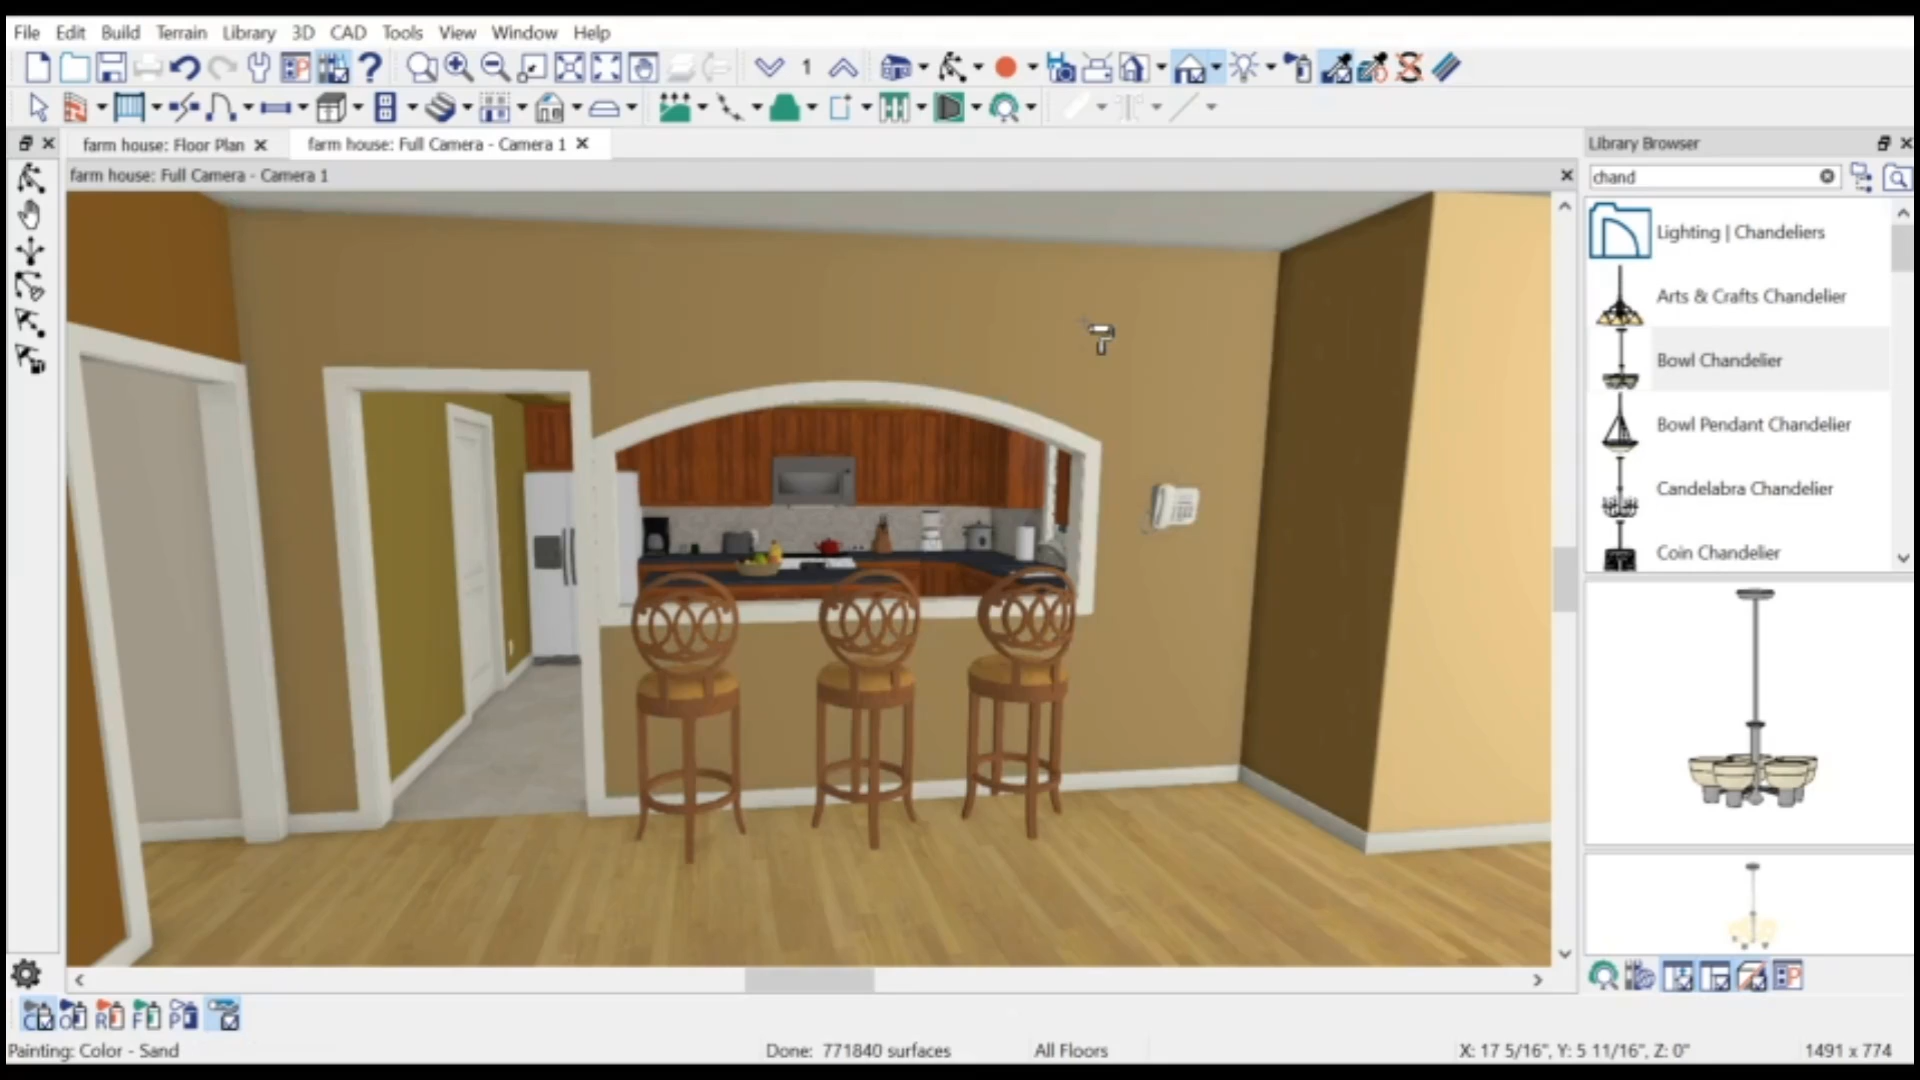 File Edit Build Terrain Library 3D CAD Tools View Window Help
1
farm house: Floor Plan
farm house: Full Camera - Camera 1
Library Browser
farm house: Full Camera - Camera 1
chand
Lighting | Chandeliers
Arts & Crafts Chandelier
Bowl Chandelier
Bowl Pendant Chandelier
Candelabra Chandelier
Coin Chandelier
Painting: Color - Sand
Done: 771840 surfaces
All Floors
X: 17 5/16", Y: 5 11/16", Z: 0"
1491 x 774